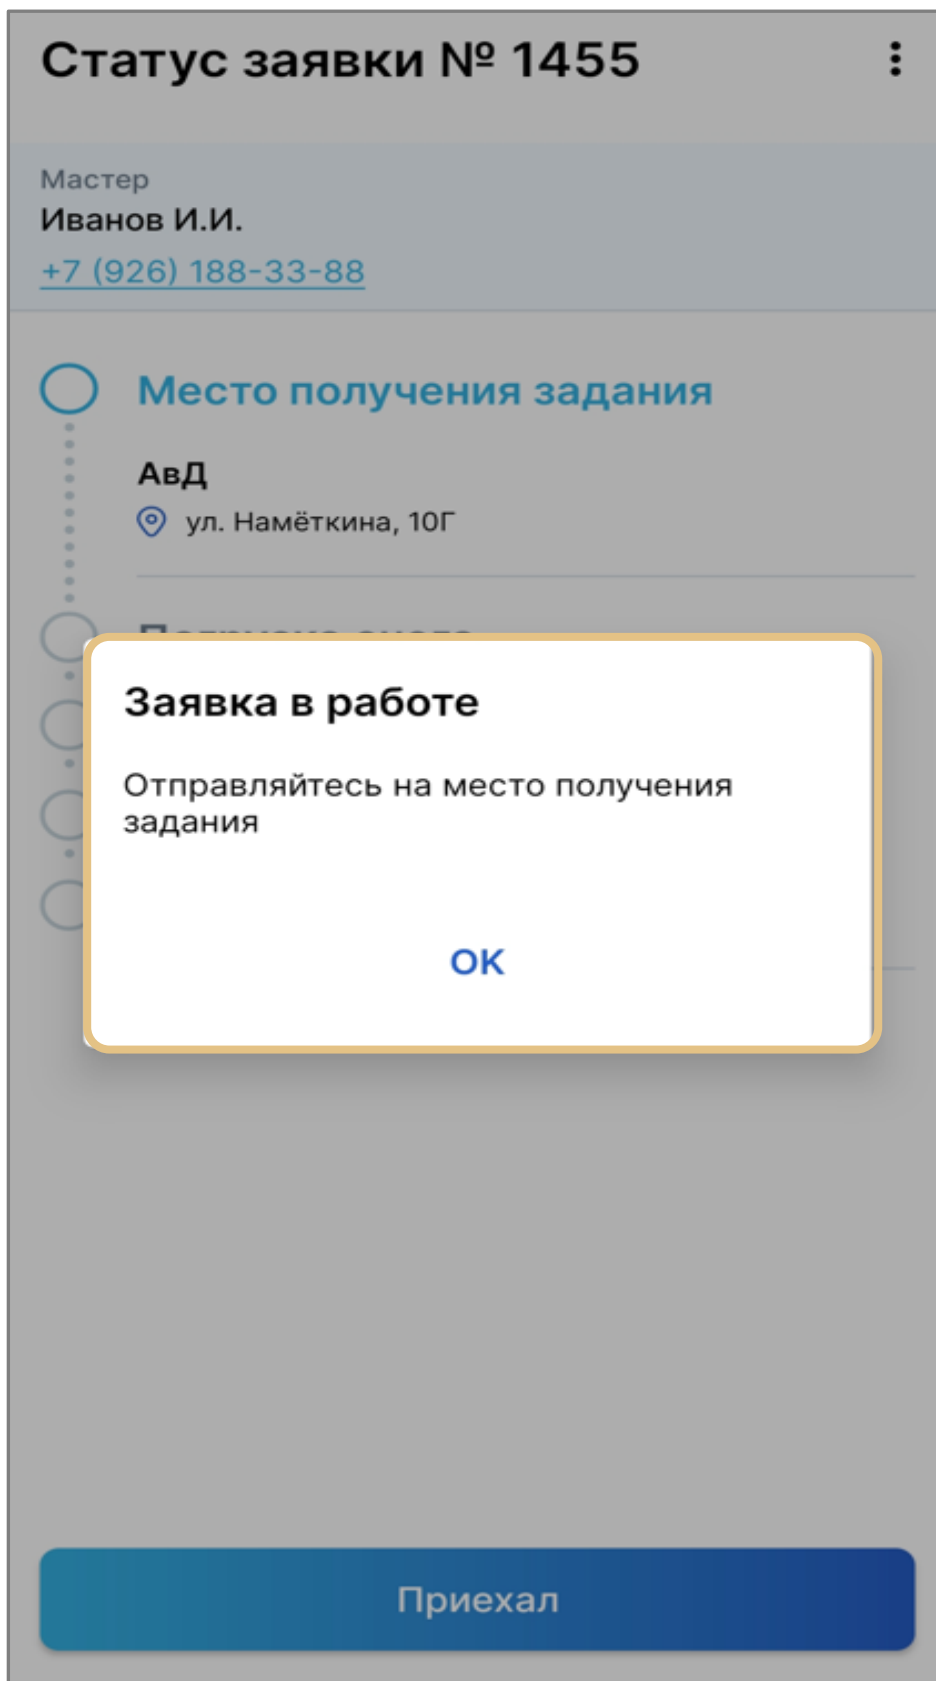 Статус заявки № 1455
Мастер
Иванов И.И.
+7 (926) 188-33-88
Место получения задания
АвД
ул. Намёткина, 10Г
Заявка в работе
Отправляйтесь на место получения
задания
ОК
Приехал